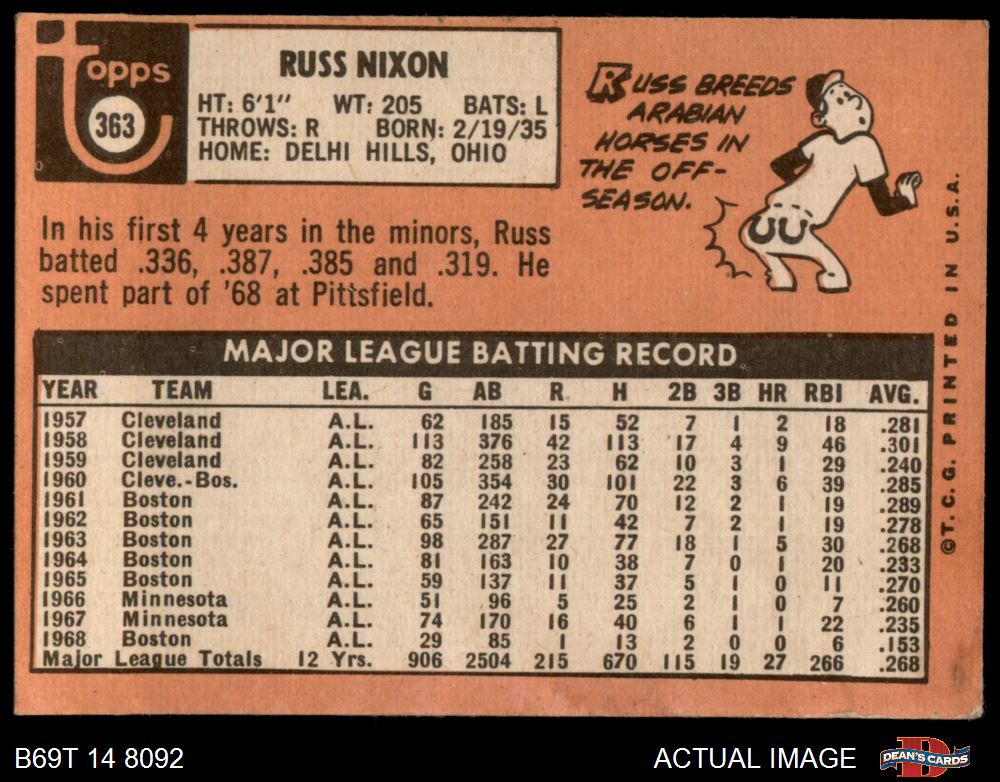 Topps
363
RUSS NIXON
HT: 6'1" WT: 205 BATS: L
THROWS: R BORN: 2/19/35
HOME: DELHI HILLS, OHIO
RUSS BREEDS
ARABIAN
HORSES IN
THE OFF-
SEASON.
In his first 4 years in the minors, Russ
batted .336, .387, .385 and .319. He
spent part of '68 at Pittsfield.
MAJOR LEAGUE BATTING RECORD
YEAR TEAM LEA. G AB R H 2B 3B HR RBI AVG.
1957 Cleveland A.L. 62 185 15 52 7 1 2 18 .281
1958 Cleveland A.L. 113 376 42 113 17 4 9 46 .301
1959 Cleveland A.L. 82 258 23 62 10 3 1 29 .240
1960 Cleve.-Bos. A.L. 105 354 30 101 22 3 6 39 .285
1961 Boston A.L. 87 242 24 70 12 2 1 19 .289
1962 Boston A.L. 65 151 11 42 7 2 1 19 .278
1963 Boston A.L. 98 287 27 77 18 1 5 30 .268
1964 Boston A.L. 81 163 10 38 7 0 1 20 .233
1965 Boston A.L. 59 137 11 37 5 1 0 11 .270
1966 Minnesota A.L. 51 96 5 25 2 1 0 7 .260
1967 Minnesota A.L. 74 170 16 40 6 1 1 22 .235
1968 Boston A.L. 29 85 1 13 2 0 0 6 .153
Major League Totals 12 Yrs. 906 2504 215 670 115 19 27 266 .268
©T. C. G. PRINTED IN U.S.A.
B69T 14 8092
ACTUAL IMAGE
DEAN'S CARDS